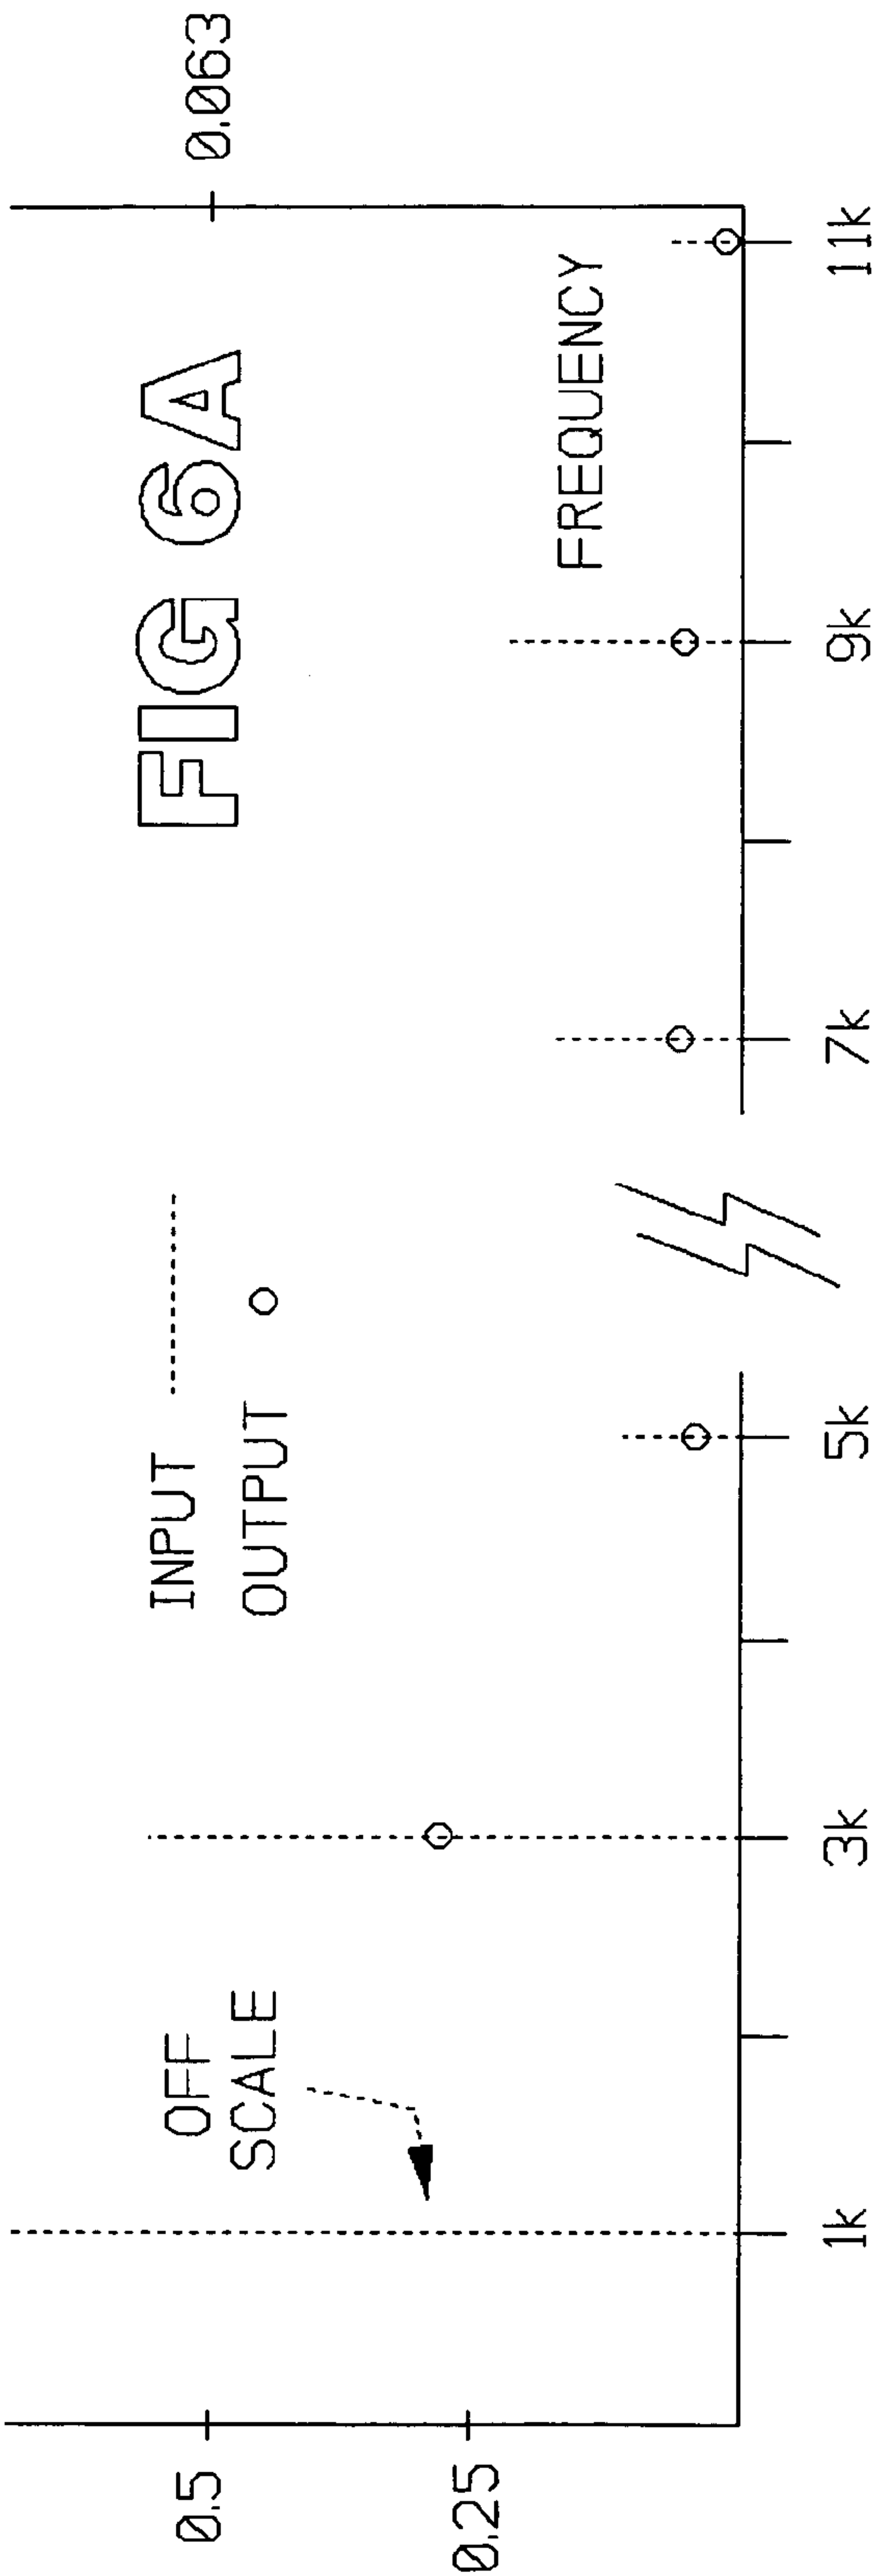 FIG 6A
0.5
0.25
0.063
OFF
SCALE
INPUT
OUTPUT
FREQUENCY
1k
3k
5k
7k
9k
11k